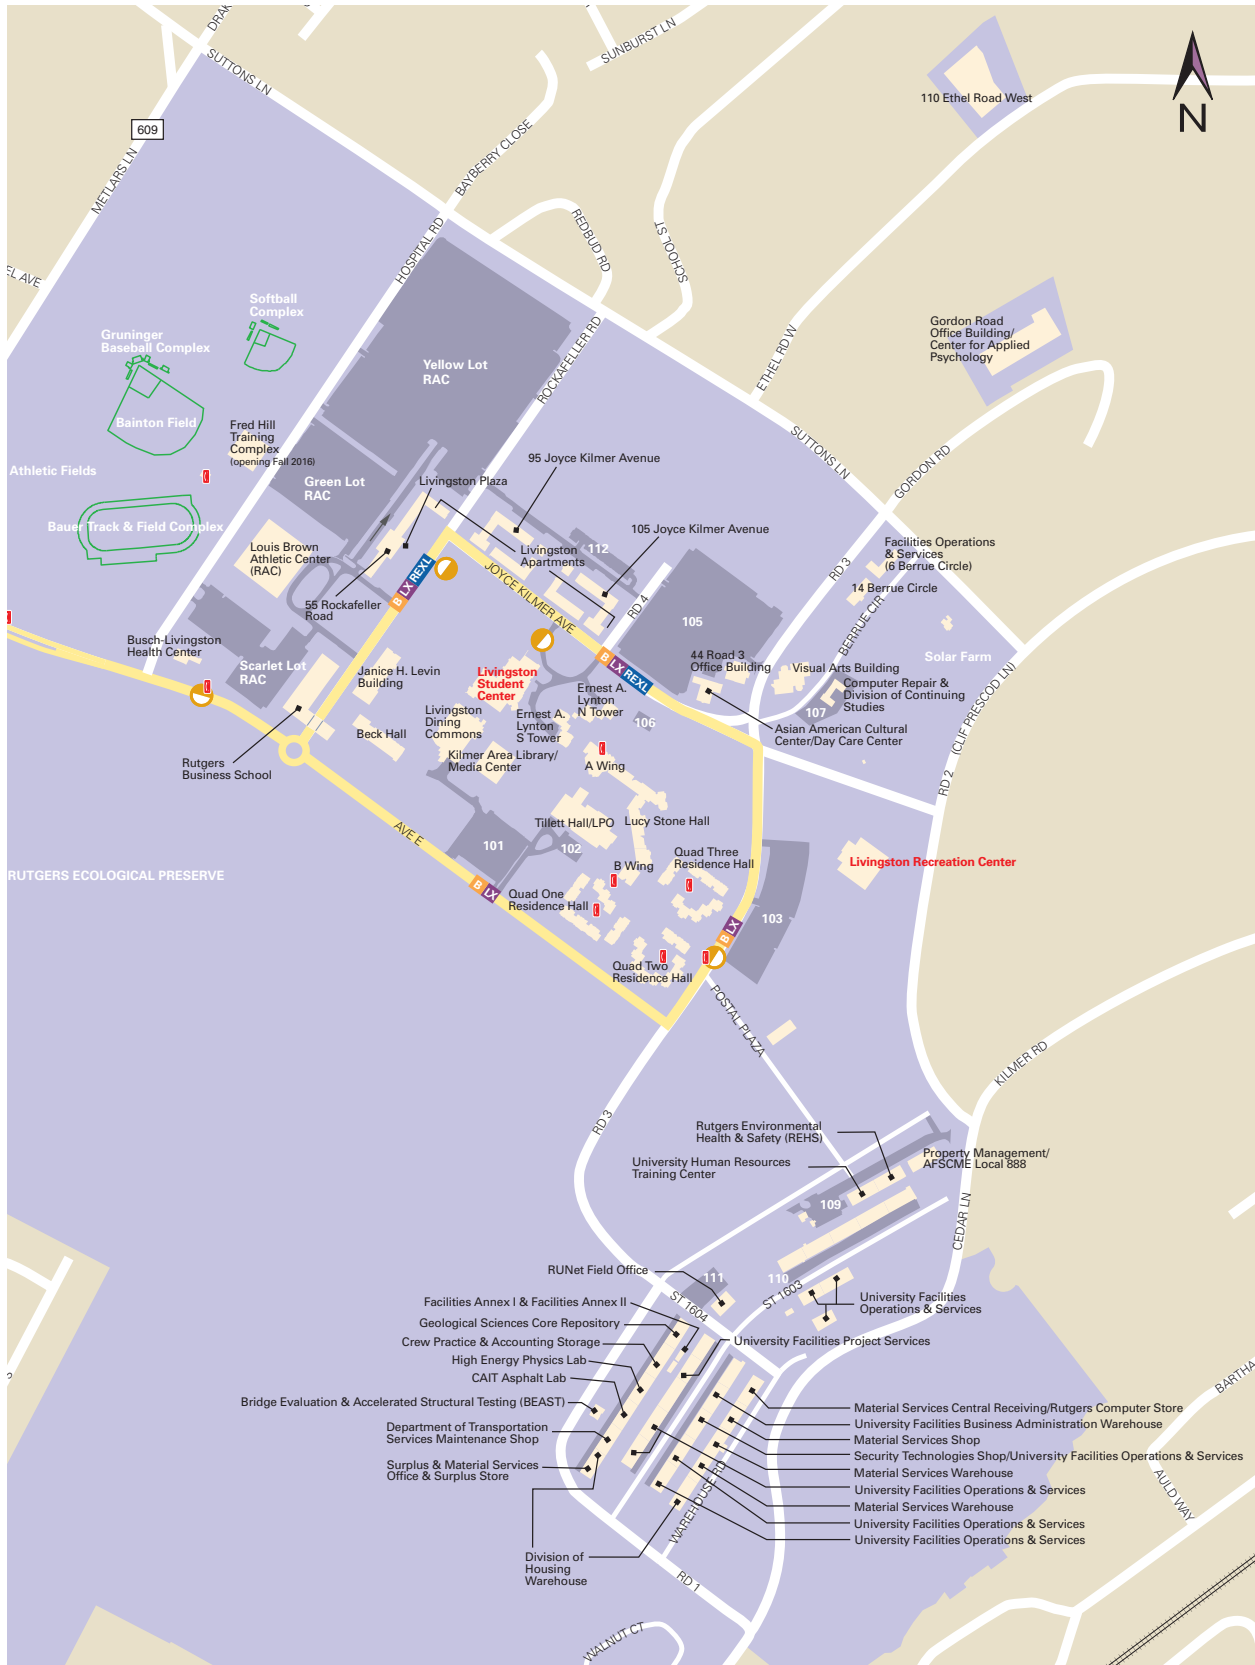 SUTTONS LN
SUNBURST LN
110 Ethel Road West
N
609
METLARS LN
BAYBERRY CLOSE
HOSPITAL RD
REDBUD RD
SCHOOL ST
Softball
Complex
Gruninger
Baseball Complex
Bainton Field
Yellow Lot
RAC
ROCKAFELLER RD
ETHEL RD W
Gordon Road
Office Building/
Center for Applied
Psychology
Fred Hill
Training
Complex
(opening Fall 2016)
Athletic Fields
Green Lot
RAC
Livingston Plaza
95 Joyce Kilmer Avenue
SUTTONS LN
GORDON RD
Bauer Track & Field Complex
Louis Brown
Athletic Center
(RAC)
105 Joyce Kilmer Avenue
112
Livingston
Apartments
JOYCE KILMER AVE
B LX REXL
55 Rockafeller
Road
RD 4
105
RD 3
Facilities Operations
& Services
(6 Berrue Circle)
14 Berrue Circle
BERRUE CIR
Busch-Livingston
Health Center
Scarlet Lot
RAC
Janice H. Levin
Building
Livingston
Student
Center
B LX REXL
44 Road 3
Office Building
Visual Arts Building
Computer Repair &
Division of Continuing
Studies
Solar Farm
RD 2 (CLIF PRESCOD LN)
Ernest A.
Lynton
N Tower
106
107
Asian American Cultural
Center/Day Care Center
Livingston
Dining
Commons
Ernest A.
Lynton
S Tower
Beck Hall
Kilmer Area Library/
Media Center
A Wing
Rutgers
Business School
Tillett Hall/LPO
Lucy Stone Hall
AVE E
101
102
B Wing
Quad Three
Residence Hall
Livingston Recreation Center
RUTGERS ECOLOGICAL PRESERVE
B LX
Quad One
Residence Hall
103
B LX
Quad Two
Residence Hall
POSTAL PLAZA
KILMER RD
RD 3
Rutgers Environmental
Health & Safety (REHS)
University Human Resources
Training Center
Property Management/
AFSCME Local 888
109
CEDAR LN
RUNet Field Office
111
110
ST 1603
ST 1604
University Facilities
Operations & Services
Facilities Annex I & Facilities Annex II
Geological Sciences Core Repository
Crew Practice & Accounting Storage
University Facilities Project Services
High Energy Physics Lab
CAIT Asphalt Lab
Bridge Evaluation & Accelerated Structural Testing (BEAST)
Department of Transportation
Services Maintenance Shop
Surplus & Material Services
Office & Surplus Store
Material Services Central Receiving/Rutgers Computer Store
University Facilities Business Administration Warehouse
Material Services Shop
Security Technologies Shop/University Facilities Operations & Services
Material Services Warehouse
University Facilities Operations & Services
Material Services Warehouse
University Facilities Operations & Services
University Facilities Operations & Services
WAREHOUSE RD
AULD WAY
BARTHA
Division of
Housing
Warehouse
RD 1
WALNUT CT